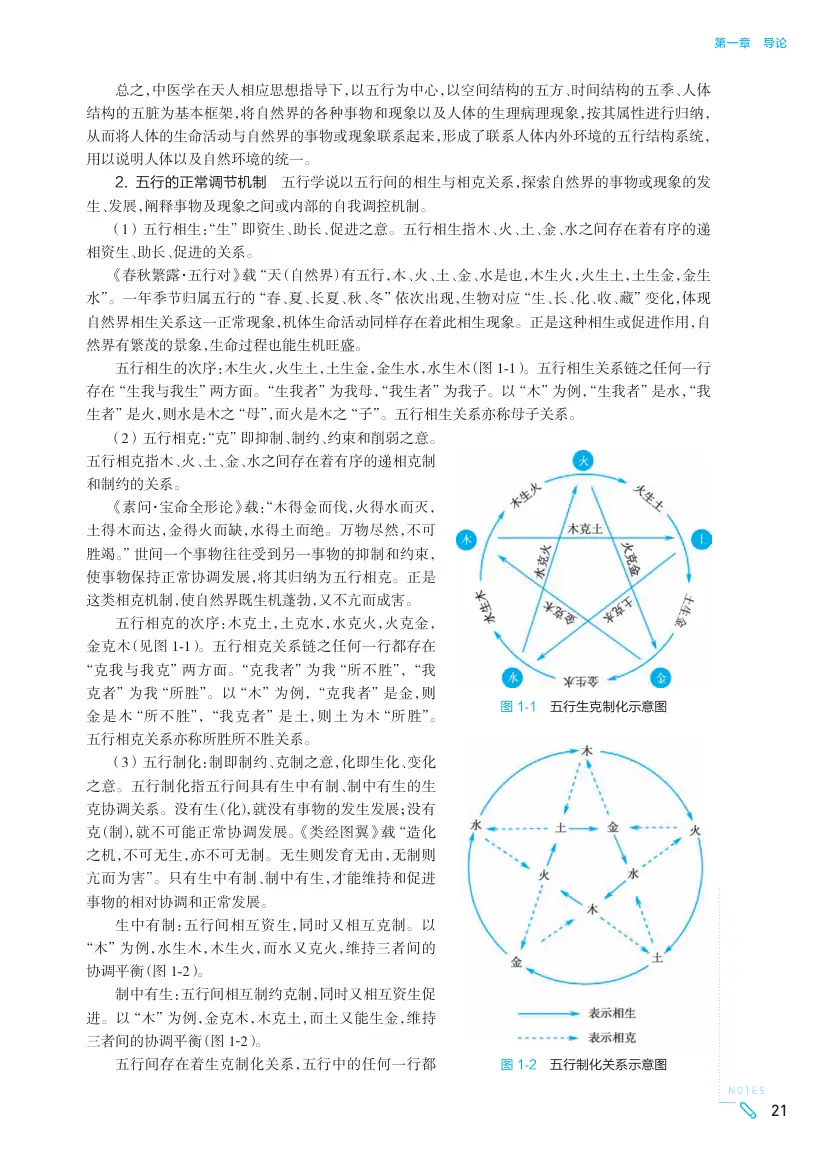 第一章 导论
总之,中医学在天人相应思想指导下,以五行为中心,以空间结构的五方、时间结构的五季、人体
结构的五脏为基本框架,将自然界的各种事物和现象以及人体的生理病理现象,按其属性进行归纳,
从而将人体的生命活动与自然界的事物或现象联系起来,形成了联系人体内外环境的五行结构系统,
用以说明人体以及自然环境的统一。
2. 五行的正常调节机制 五行学说以五行间的相生与相克关系,探索自然界的事物或现象的发
生、发展,阐释事物及现象之间或内部的自我调控机制。
(1)五行相生:“生”即资生、助长、促进之意。五行相生指木、火、土、金、水之间存在着有序的递
相资生、助长、促进的关系。
《春秋繁露·五行对》载“天(自然界)有五行,木、火、土、金、水是也,木生火,火生土,土生金,金生
水”。一年季节归属五行的“春、夏、长夏、秋、冬”依次出现,生物对应“生、长、化、收、藏”变化,体现
自然界相生关系这一正常现象,机体生命活动同样存在着此相生现象。正是这种相生或促进作用,自
然界有繁茂的景象,生命过程也能生机旺盛。
五行相生的次序:木生火,火生土,土生金,金生水,水生木(图 1-1)。五行相生关系链之任何一行
存在“生我与我生”两方面。“生我者”为我母,“我生者”为我子。以“木”为例,“生我者”是水,“我
生者”是火,则水是木之“母”,而火是木之“子”。五行相生关系亦称母子关系。
(2)五行相克:“克”即抑制、制约、约束和削弱之意。
五行相克指木、火、土、金、水之间存在着有序的递相克制
和制约的关系。
《素问·宝命全形论》载:“木得金而伐,火得水而灭,
土得木而达,金得火而缺,水得土而绝。万物尽然,不可
胜竭。”世间一个事物往往受到另一事物的抑制和约束,
使事物保持正常协调发展,将其归纳为五行相克。正是
这类相克机制,使自然界既生机蓬勃,又不亢而成害。
五行相克的次序:木克土,土克水,水克火,火克金,
金克木(见图 1-1)。五行相克关系链之任何一行都存在
“克我与我克”两方面。“克我者”为我“所不胜”,“我
克者”为我“所胜”。以“木”为例,“克我者”是金,则
金是木“所不胜”,“我克者”是土,则土为木“所胜”。
五行相克关系亦称所胜所不胜关系。
(3)五行制化:制即制约、克制之意,化即生化、变化
之意。五行制化指五行间具有生中有制、制中有生的生
克协调关系。没有生(化),就没有事物的发生发展;没有
克(制),就不可能正常协调发展。《类经图翼》载“造化
之机,不可无生,亦不可无制。无生则发育无由,无制则
亢而为害”。只有生中有制、制中有生,才能维持和促进
事物的相对协调和正常发展。
生中有制:五行间相互资生,同时又相互克制。以
“木”为例,水生木,木生火,而水又克火,维持三者间的
协调平衡(图 1-2)。
制中有生:五行间相互制约克制,同时又相互资生促
进。以“木”为例,金克木,木克土,而土又能生金,维持
三者间的协调平衡(图 1-2)。
五行间存在着生克制化关系,五行中的任何一行都
火
木生火
火生土
木
木克土
土
水克火
火克金
水生木
金克木
土克水
土生金
水
金生水
金
图 1-1 五行生克制化示意图
木
水
土
金
火
火
水
木
金
土
表示相生
表示相克
图 1-2 五行制化关系示意图
NOTES
21